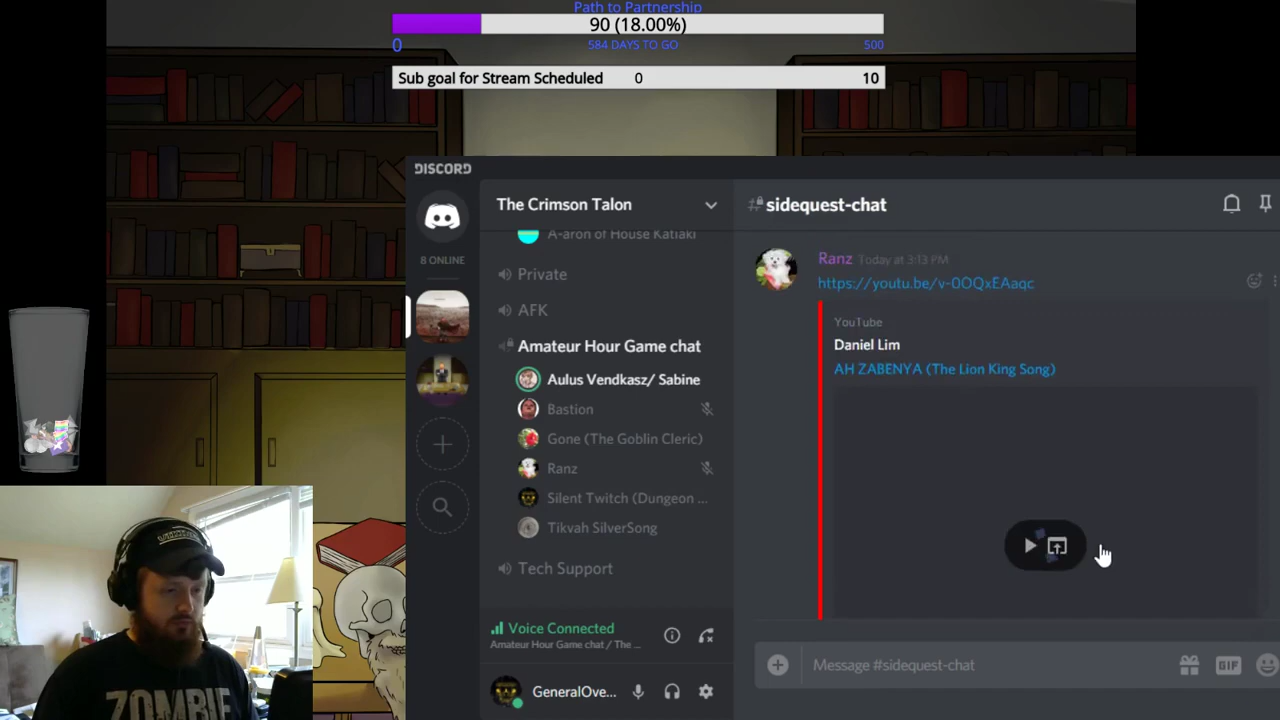 Path to Partnership
90 (18.00%)
0
584 DAYS TO GO
500
Sub goal for Stream Scheduled 0 10
DISCORD
8 ONLINE
The Crimson Talon
A-aron of House Katiaki
Private
AFK
Amateur Hour Game chat
Aulus Vendkasz/ Sabine
Bastion
Gone (The Goblin Cleric)
Ranz
Silent Twitch (Dungeon ...
Tikvah SilverSong
Tech Support
Voice Connected
Amateur Hour Game chat / The ...
GeneralOve...
# sidequest-chat
Ranz Today at 3:13 PM
https://youtu.be/v-0OQxEAaqc
YouTube
Daniel Lim
AH ZABENYA (The Lion King Song)
Message #sidequest-chat
GIF
ZOMBIE